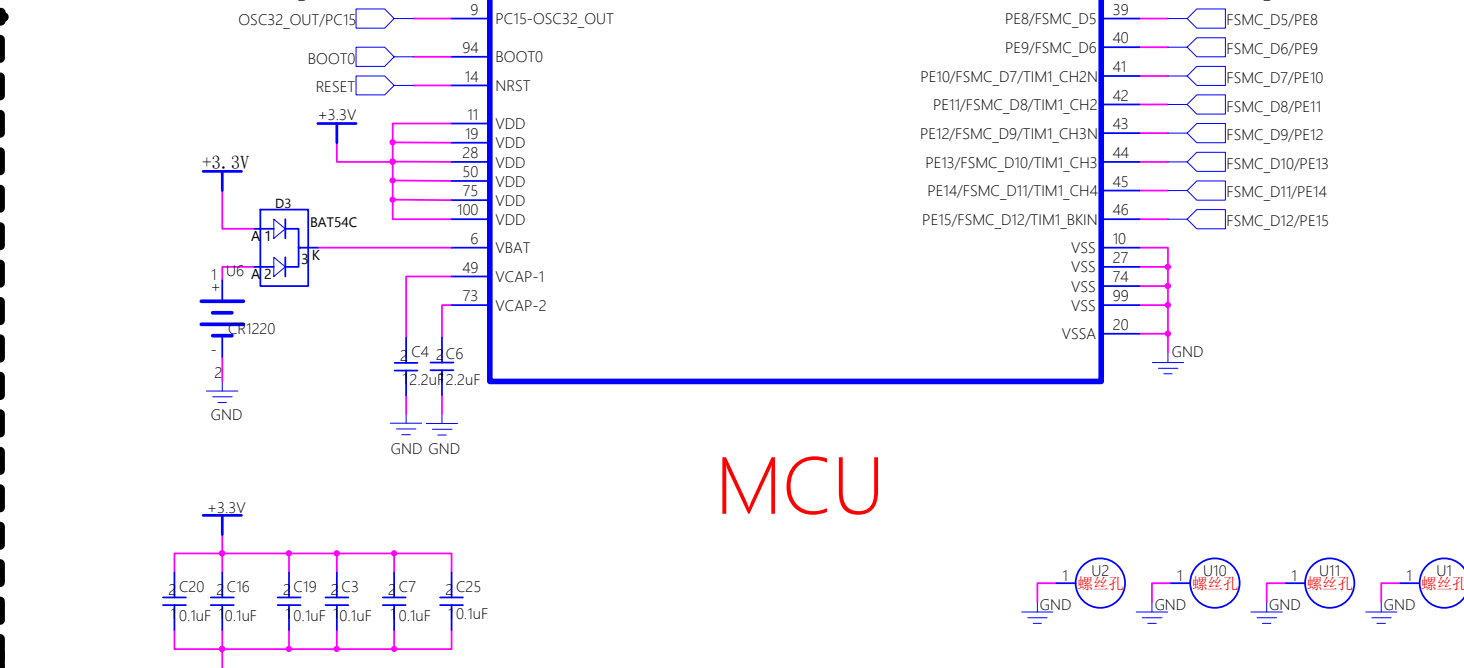 OSC32_OUT/PC15
9
PC15-OSC32_OUT
PE8/FSMC_D5
39
FSMC_D5/PE8
BOOT0
94
BOOT0
PE9/FSMC_D6
40
FSMC_D6/PE9
RESET
14
NRST
PE10/FSMC_D7/TIM1_CH2N
41
FSMC_D7/PE10
+3.3V
11
VDD
PE11/FSMC_D8/TIM1_CH2
42
FSMC_D8/PE11
19
VDD
PE12/FSMC_D9/TIM1_CH3N
43
FSMC_D9/PE12
28
VDD
PE13/FSMC_D10/TIM1_CH3
44
FSMC_D10/PE13
50
VDD
PE14/FSMC_D11/TIM1_CH4
45
FSMC_D11/PE14
75
VDD
100
VDD
PE15/FSMC_D12/TIM1_BKIN
46
FSMC_D12/PE15
+3.3V
D3
BAT54C
A 1
3 K
A 2
6
VBAT
VSS
10
49
VCAP-1
VSS
27
VSS
74
73
VCAP-2
VSS
99
VSSA
20
GND
1
U6
+
CR1220
-
2
GND
2 C4
1 2.2uF
GND
2 C6
1 2.2uF
GND
MCU
+3.3V
2 C20
1 0.1uF
2 C16
1 0.1uF
2 C19
1 0.1uF
2 C3
1 0.1uF
2 C7
1 0.1uF
2 C25
1 0.1uF
1
U2
螺丝孔
GND
1
U10
螺丝孔
GND
1
U11
螺丝孔
GND
1
U1
螺丝孔
GND